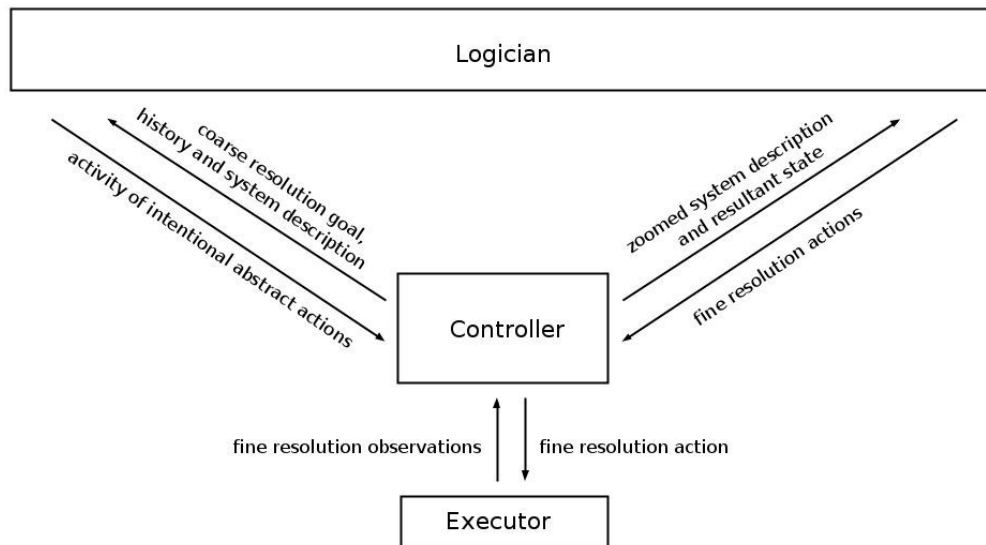 Logician
coarse resolution goal,
history and system description
activity of intentional abstract actions
zoomed system description
and resultant state
fine resolution actions
Controller
fine resolution observations
fine resolution action
Executor